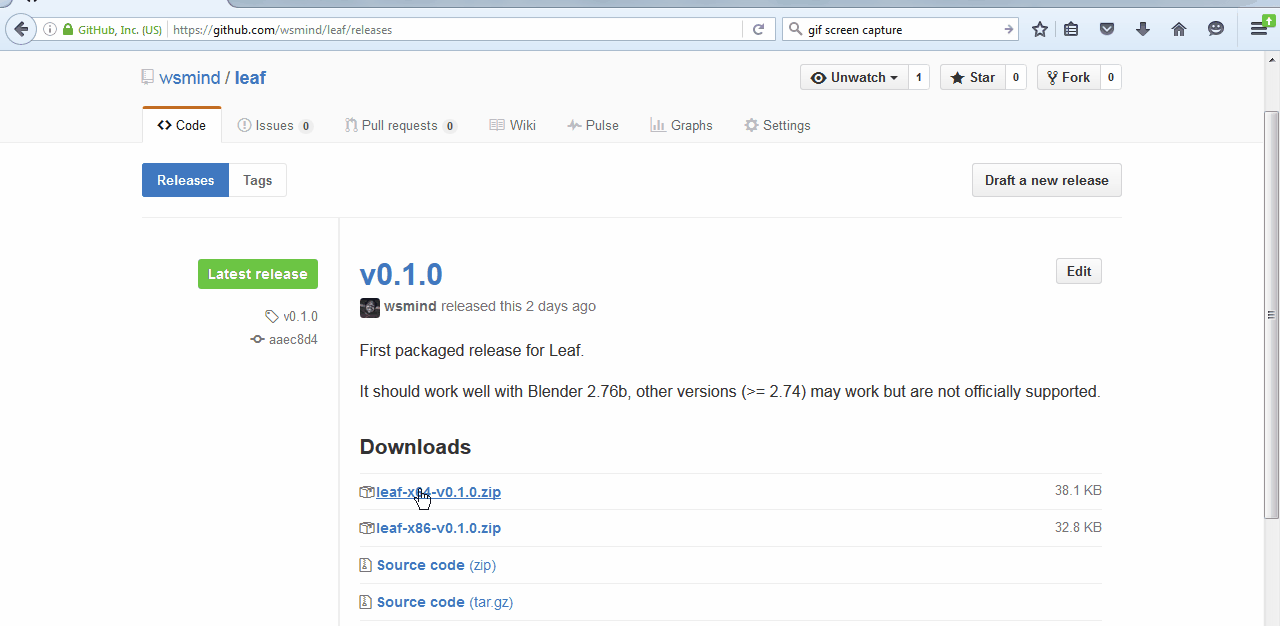 GitHub, Inc. (US) https://github.com/wsmind/leaf/releases gif screen capture
wsmind / leaf Unwatch 1 Star 0 Fork 0
Code Issues 0 Pull requests 0 Wiki Pulse Graphs Settings
Releases Tags Draft a new release
Latest release v0.1.0 Edit
v0.1.0 wsmind released this 2 days ago
aaec8d4
First packaged release for Leaf.
It should work well with Blender 2.76b, other versions (>= 2.74) may work but are not officially supported.
Downloads
leaf-x64-v0.1.0.zip 38.1 KB
leaf-x86-v0.1.0.zip 32.8 KB
Source code (zip)
Source code (tar.gz)